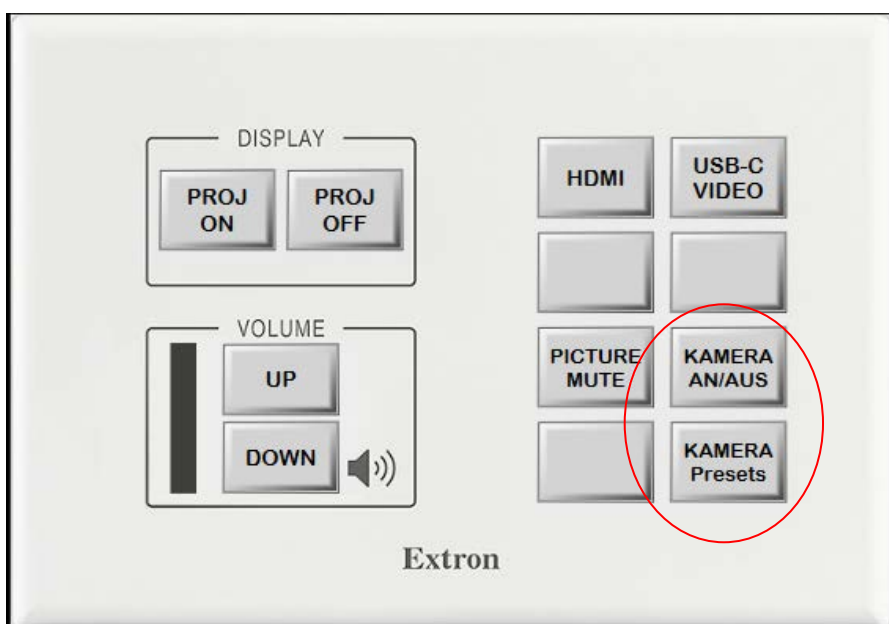 DISPLAY
PROJ
ON
PROJ
OFF
VOLUME
UP
DOWN
HDMI
USB-C
VIDEO
PICTURE
MUTE
KAMERA
AN/AUS
KAMERA
Presets
Extron